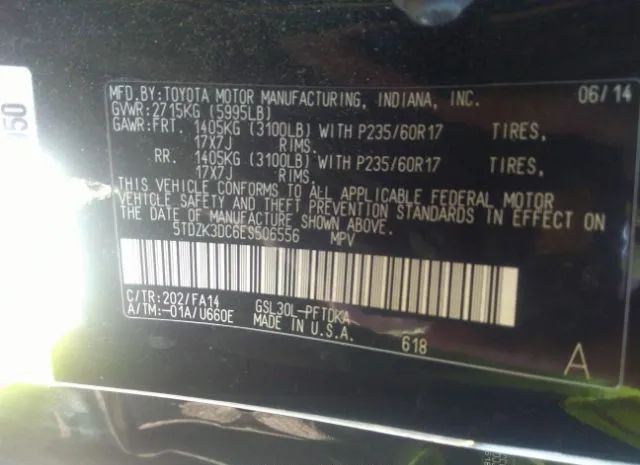 MFD.BY:TOYOTA MOTOR MANUFACTURING, INDIANA, INC. 06/14
GVWR:2715KG (5995LB)
GAWR:FRT. 1405KG (3100LB) WITH P235/60R17 TIRES,
17X7J RIMS.
RR. 1405KG (3100LB) WITH P235/60R17 TIRES,
17X7J RIMS.
THIS VEHICLE CONFORMS TO ALL APPLICABLE FEDERAL MOTOR
VEHICLE SAFETY AND THEFT PREVENTION STANDARDS IN EFFECT ON
THE DATE OF MANUFACTURE SHOWN ABOVE.
5TDZK3DC6ES506556 MPV
C/TR:202/FA14 GSL30L-PFTDKA
A/TM:-01A/U660E MADE IN U.S.A.
618 A